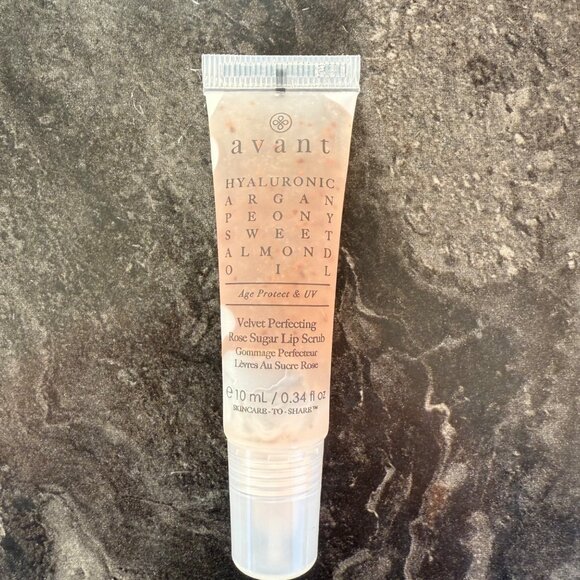 avant
HYALURONIC
ARGAN
PEONY
SWEET
ALMOND
OIL
Age Protect & UV
Velvet Perfecting
Rose Sugar Lip Scrub
Gommage Perfecteur
Lèvres Au Sucre Rose
℮ 10 mL / 0.34 fl oz
SKINCARE-TO-SHARE™